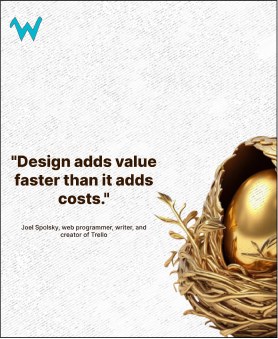 "Design adds value
faster than it adds
costs."
Joel Spolsky, web programmer, writer, and
creator of Trello